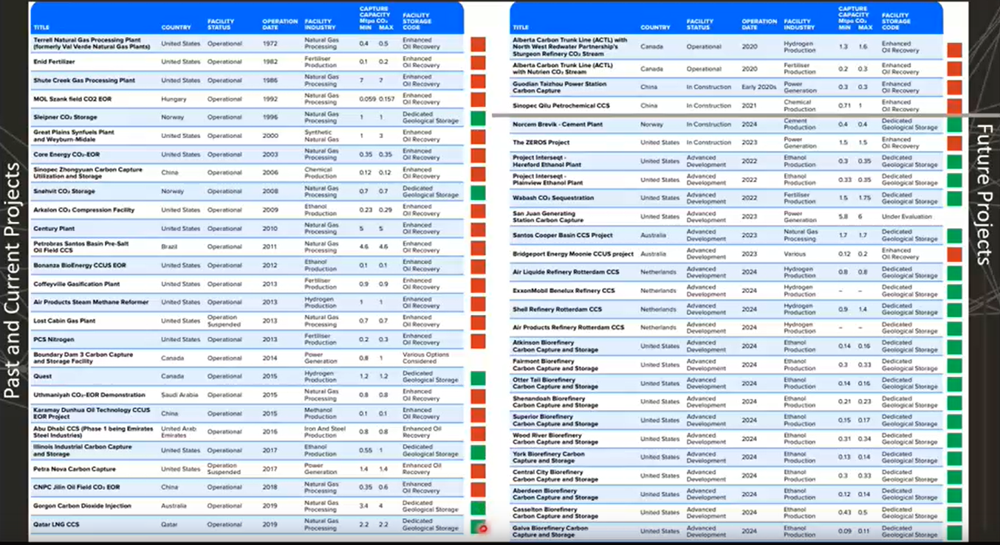 Past and Current Projects
TITLE COUNTRY FACILITY STATUS OPERATION DATE FACILITY INDUSTRY CAPTURE CAPACITY Mtpa CO₂ MIN MAX FACILITY STORAGE CODE
Terrell Natural Gas Processing Plant (formerly Val Verde Natural Gas Plants) United States Operational 1972 Natural Gas Processing 0.4 0.5 Enhanced Oil Recovery
Enid Fertilizer United States Operational 1982 Fertiliser Production 0.1 0.2 Enhanced Oil Recovery
Shute Creek Gas Processing Plant United States Operational 1986 Natural Gas Processing 7 7 Enhanced Oil Recovery
MOL Szank field CO2 EOR Hungary Operational 1992 Natural Gas Processing 0.059 0.157 Enhanced Oil Recovery
Sleipner CO₂ Storage Norway Operational 1996 Natural Gas Processing 1 1 Dedicated Geological Storage
Great Plains Synfuels Plant and Weyburn-Midale United States Operational 2000 Synthetic Natural Gas 1 3 Enhanced Oil Recovery
Core Energy CO₂-EOR United States Operational 2003 Natural Gas Processing 0.35 0.35 Enhanced Oil Recovery
Sinopec Zhongyuan Carbon Capture Utilization and Storage China Operational 2006 Chemical Production 0.12 0.12 Enhanced Oil Recovery
Snøhvit CO₂ Storage Norway Operational 2008 Natural Gas Processing 0.7 0.7 Dedicated Geological Storage
Arkalon CO₂ Compression Facility United States Operational 2009 Ethanol Production 0.23 0.29 Enhanced Oil Recovery
Century Plant United States Operational 2010 Natural Gas Processing 5 5 Enhanced Oil Recovery
Petrobras Santos Basin Pre-Salt Oil Field CCS Brazil Operational 2011 Natural Gas Processing 4.6 4.6 Enhanced Oil Recovery
Bonanza BioEnergy CCUS EOR United States Operational 2012 Ethanol Production 0.1 0.1 Enhanced Oil Recovery
Coffeyville Gasification Plant United States Operational 2013 Fertiliser Production 0.9 0.9 Enhanced Oil Recovery
Air Products Steam Methane Reformer United States Operational 2013 Hydrogen Production 1 1 Enhanced Oil Recovery
Lost Cabin Gas Plant United States Operation Suspended 2013 Natural Gas Processing 0.7 0.7 Enhanced Oil Recovery
PCS Nitrogen United States Operational 2013 Fertiliser Production 0.2 0.3 Enhanced Oil Recovery
Boundary Dam 3 Carbon Capture and Storage Facility Canada Operational 2014 Power Generation 0.8 1 Various Options Considered
Quest Canada Operational 2015 Hydrogen Production 1.2 1.2 Dedicated Geological Storage
Uthmaniyah CO₂-EOR Demonstration Saudi Arabia Operational 2015 Natural Gas Processing 0.8 0.8 Enhanced Oil Recovery
Karamay Dunhua Oil Technology CCUS EOR Project China Operational 2015 Methanol Production 0.1 0.1 Enhanced Oil Recovery
Abu Dhabi CCS (Phase 1 being Emirates Steel Industries) United Arab Emirates Operational 2016 Iron And Steel Production 0.8 0.8 Enhanced Oil Recovery
Illinois Industrial Carbon Capture and Storage United States Operational 2017 Ethanol Production 0.55 1 Dedicated Geological Storage
Petra Nova Carbon Capture United States Operation Suspended 2017 Power Generation 1.4 1.4 Enhanced Oil Recovery
CNPC Jilin Oil Field CO₂ EOR China Operational 2018 Natural Gas Processing 0.35 0.6 Enhanced Oil Recovery
Gorgon Carbon Dioxide Injection Australia Operational 2019 Natural Gas Processing 3.4 4 Dedicated Geological Storage
Qatar LNG CCS Qatar Operational 2019 Natural Gas Processing 2.2 2.2 Dedicated Geological Storage
TITLE COUNTRY FACILITY STATUS OPERATION DATE FACILITY INDUSTRY CAPTURE CAPACITY Mtpa CO₂ MIN MAX FACILITY STORAGE CODE
Alberta Carbon Trunk Line (ACTL) with North West Redwater Partnership's Sturgeon Refinery CO₂ Stream Canada Operational 2020 Hydrogen Production 1.3 1.6 Enhanced Oil Recovery
Alberta Carbon Trunk Line (ACTL) with Nutrien CO₂ Stream Canada Operational 2020 Fertiliser Production 0.2 0.3 Enhanced Oil Recovery
Guodian Taizhou Power Station Carbon Capture China In Construction Early 2020s Power Generation 0.3 0.3 Enhanced Oil Recovery
Sinopec Qilu Petrochemical CCS China In Construction 2021 Chemical Production 0.71 1 Enhanced Oil Recovery
Norcem Brevik - Cement Plant Norway In Construction 2024 Cement Production 0.4 0.4 Dedicated Geological Storage
The ZEROS Project United States In Construction 2023 Power Generation 1.5 1.5 Enhanced Oil Recovery
Project Interseqt - Hereford Ethanol Plant United States Advanced Development 2022 Ethanol Production 0.3 0.35 Dedicated Geological Storage
Project Interseqt - Plainview Ethanol Plant United States Advanced Development 2022 Ethanol Production 0.33 0.35 Dedicated Geological Storage
Wabash CO₂ Sequestration United States Advanced Development 2022 Fertiliser Production 1.5 1.75 Dedicated Geological Storage
San Juan Generating Station Carbon Capture United States Advanced Development 2023 Power Generation 5.8 6 Under Evaluation
Santos Cooper Basin CCS Project Australia Advanced Development 2023 Natural Gas Processing 1.7 1.7 Dedicated Geological Storage
Bridgeport Energy Moonie CCUS project Australia Advanced Development 2023 Various 0.12 0.2 Enhanced Oil Recovery
Air Liquide Refinery Rotterdam CCS Netherlands Advanced Development 2024 Hydrogen Production 0.8 0.8 Dedicated Geological Storage
ExxonMobil Benelux Refinery CCS Netherlands Advanced Development 2024 Hydrogen Production – – Dedicated Geological Storage
Shell Refinery Rotterdam CCS Netherlands Advanced Development 2024 Hydrogen Production 0.9 1.4 Dedicated Geological Storage
Air Products Refinery Rotterdam CCS Netherlands Advanced Development 2024 Hydrogen Production – – Dedicated Geological Storage
Atkinson Biorefinery Carbon Capture and Storage United States Advanced Development 2024 Ethanol Production 0.14 0.16 Dedicated Geological Storage
Fairmont Biorefinery Carbon Capture and Storage United States Advanced Development 2024 Ethanol Production 0.3 0.33 Dedicated Geological Storage
Otter Tail Biorefinery Carbon Capture and Storage United States Advanced Development 2024 Ethanol Production 0.14 0.16 Dedicated Geological Storage
Shenandoah Biorefinery Carbon Capture and Storage United States Advanced Development 2024 Ethanol Production 0.21 0.23 Dedicated Geological Storage
Superior Biorefinery Carbon Capture and Storage United States Advanced Development 2024 Ethanol Production 0.15 0.17 Dedicated Geological Storage
Wood River Biorefinery Carbon Capture and Storage United States Advanced Development 2024 Ethanol Production 0.31 0.34 Dedicated Geological Storage
York Biorefinery Carbon Capture and Storage United States Advanced Development 2024 Ethanol Production 0.13 0.14 Dedicated Geological Storage
Central City Biorefinery Carbon Capture and Storage United States Advanced Development 2024 Ethanol Production 0.3 0.33 Dedicated Geological Storage
Aberdeen Biorefinery Carbon Capture and Storage United States Advanced Development 2024 Ethanol Production 0.12 0.14 Dedicated Geological Storage
Casselton Biorefinery Carbon Capture and Storage United States Advanced Development 2024 Ethanol Production 0.43 0.5 Dedicated Geological Storage
Galva Biorefinery Carbon Capture and Storage United States Advanced Development 2024 Ethanol Production 0.09 0.11 Dedicated Geological Storage
Future Projects